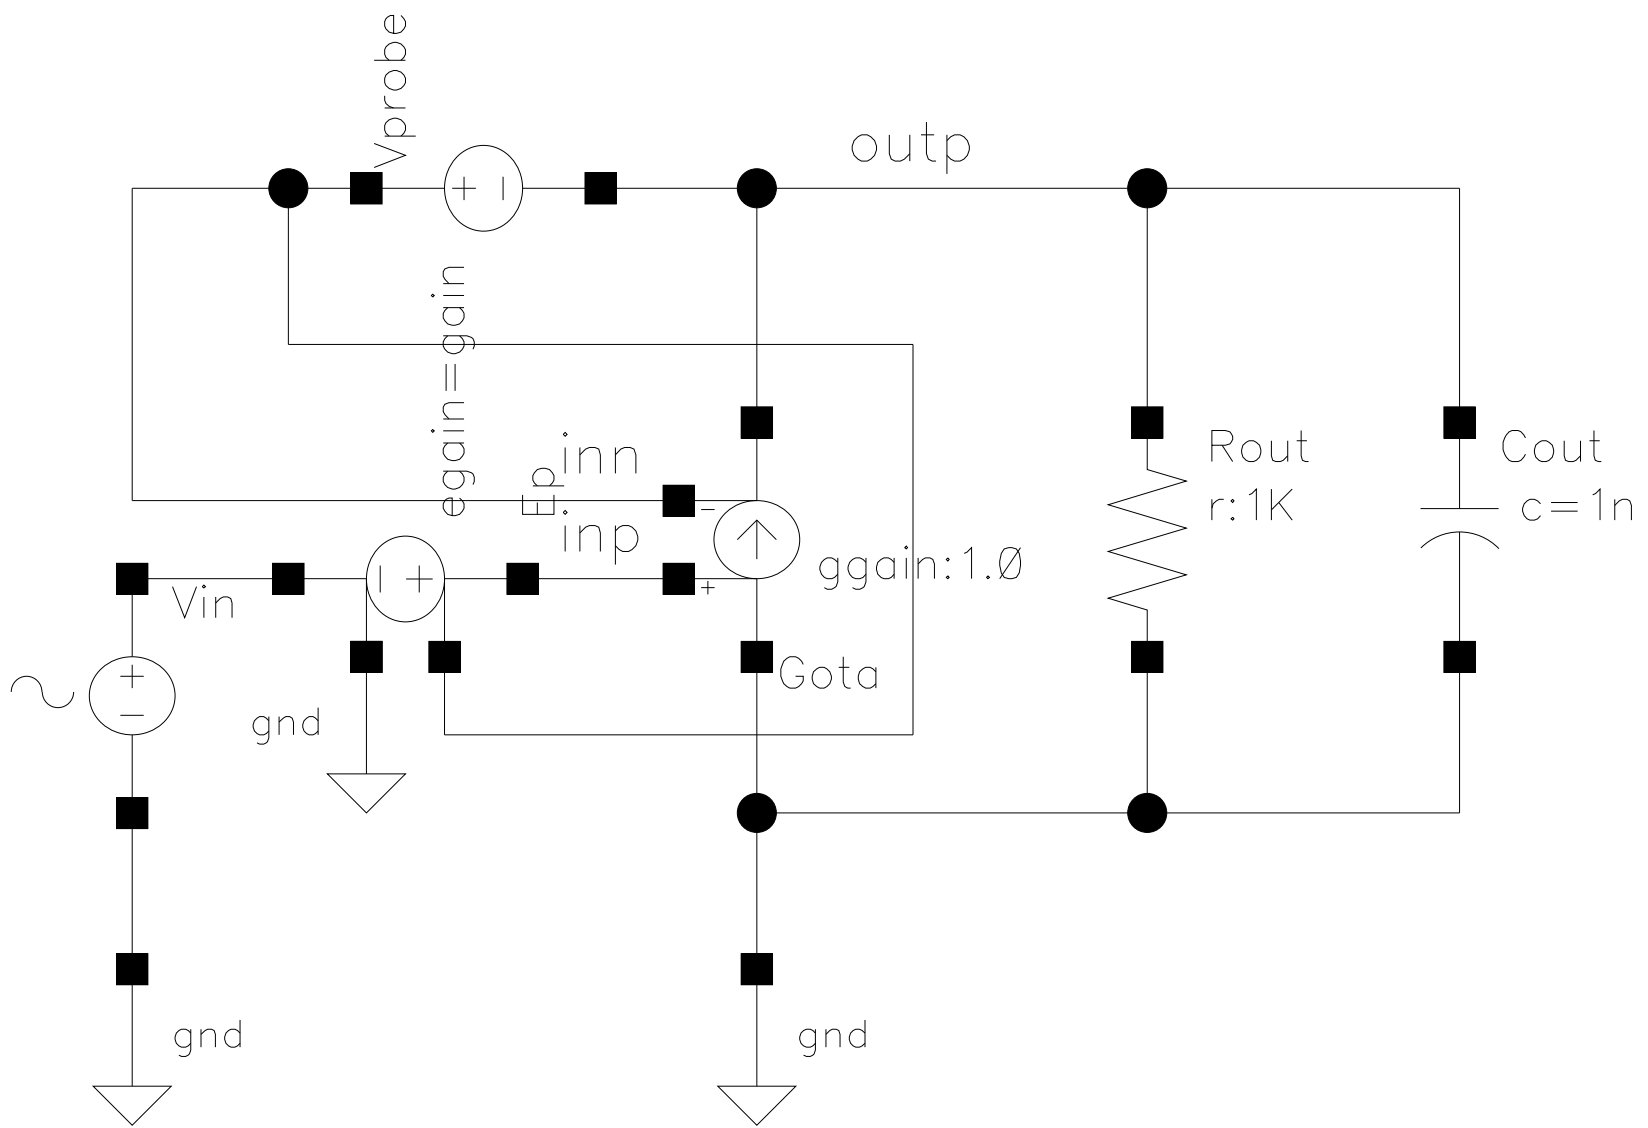 Vprobe
outp
egain=gain
Ep
inn
inp
-
+
ggain:1.0
Rout
r:1K
Cout
c=1n
Vin
Gota
gnd
gnd
gnd